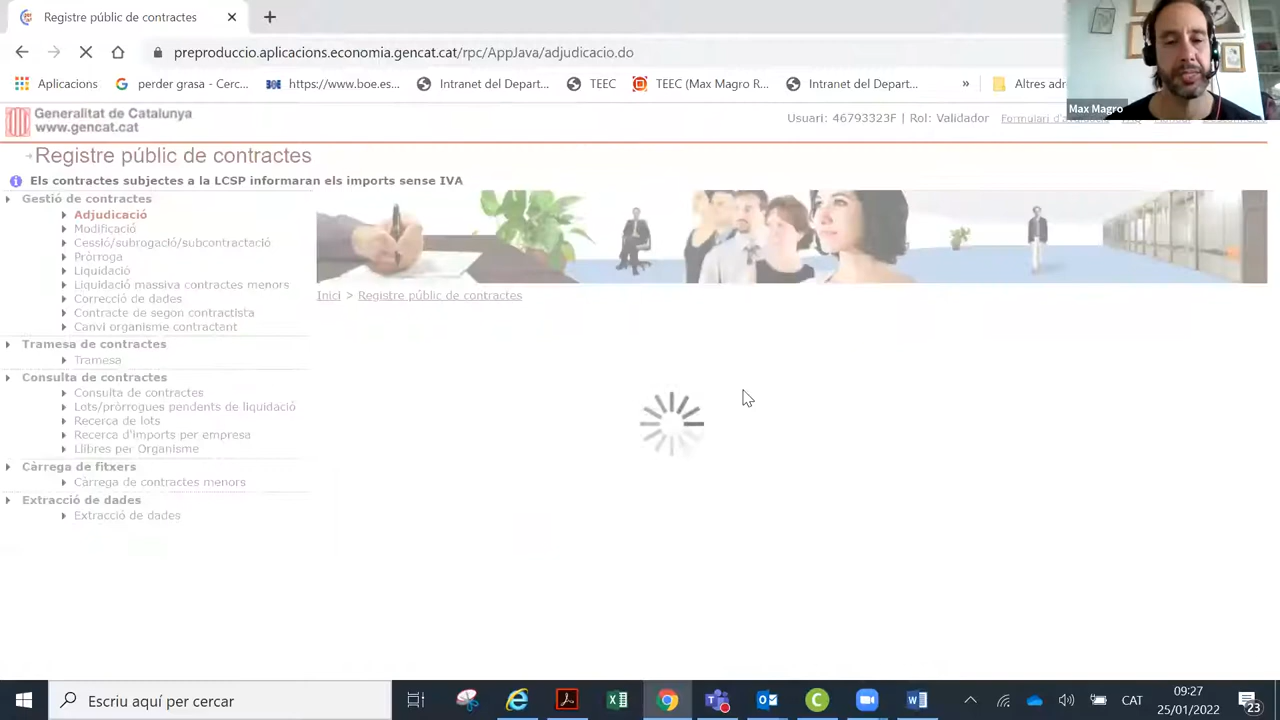 Registre públic de contractes
preproduccio.aplicacions.economia.gencat.cat/rpc/AppJava/adjudicacio.do
Aplicacions
perder grasa - Cerc...
https://www.boe.es...
Intranet del Depart...
TEEC
TEEC (Max Magro R...
Intranet del Depar...
»
Altres adr
Max Magro
Generalitat de Catalunya
www.gencat.cat
Usuari: 46793323F | Rol: Validador
Registre públic de contractes
Els contractes subjectes a la LCSP informaran els imports sense IVA
Gestió de contractes
Adjudicació
Modificació
Cessió/subrogació/subcontractació
Pròrroga
Liquidació
Liquidació massiva contractes menors
Correcció de dades
Contracte de segon contractista
Canvi organisme contractant
Tramesa de contractes
Tramesa
Consulta de contractes
Consulta de contractes
Lots/pròrrogues pendents de liquidació
Recerca de lots
Recerca d'imports per empresa
Llibres per Organisme
Càrrega de fitxers
Càrrega de contractes menors
Extracció de dades
Extracció de dades
Inici > Registre públic de contractes
Escriu aquí per cercar
CAT
09:27
25/01/2022
23